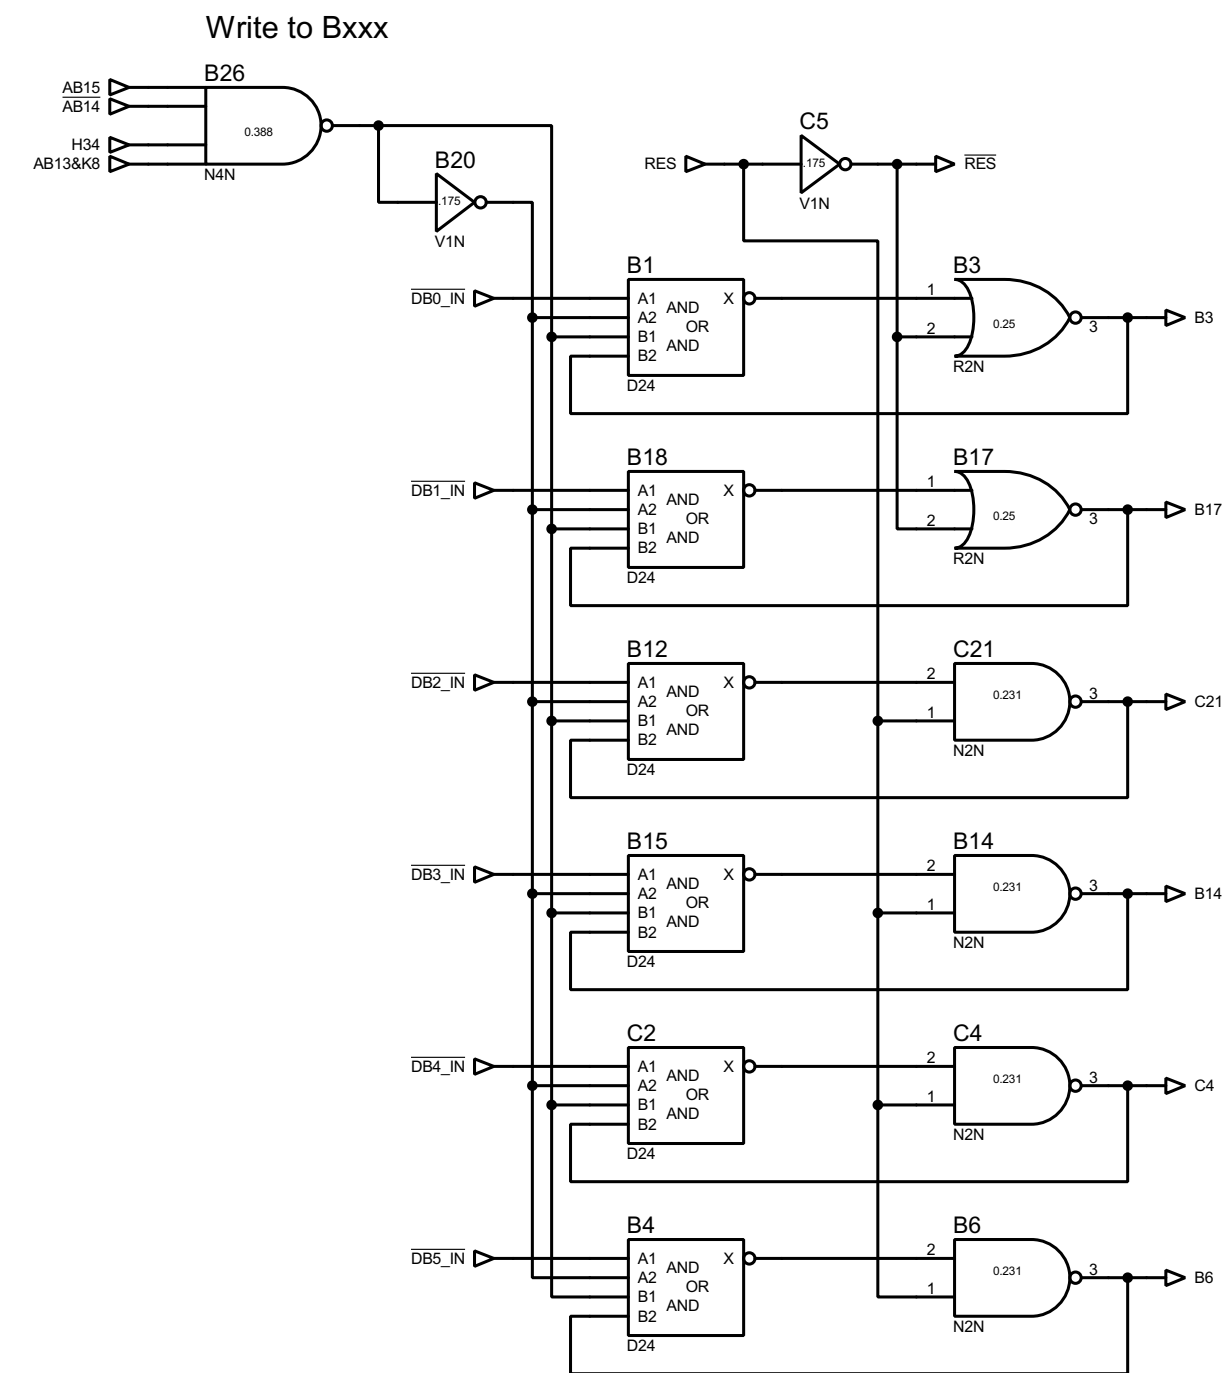 Write to Bxxx
B26
AB15
AB14
0.388
H34
AB13&K8
N4N
B20
.175
V1N
C5
RES
.175
RES
V1N
B1
DB0_IN
A1
A2
B1
B2
AND
OR
AND
X
D24
B3
1
2
0.25
3
B3
R2N
B18
DB1_IN
A1
A2
B1
B2
AND
OR
AND
X
D24
B17
1
2
0.25
3
B17
R2N
B12
DB2_IN
A1
A2
B1
B2
AND
OR
AND
X
D24
C21
2
1
0.231
3
C21
N2N
B15
DB3_IN
A1
A2
B1
B2
AND
OR
AND
X
D24
B14
2
1
0.231
3
B14
N2N
C2
DB4_IN
A1
A2
B1
B2
AND
OR
AND
X
D24
C4
2
1
0.231
3
C4
N2N
B4
DB5_IN
A1
A2
B1
B2
AND
OR
AND
X
D24
B6
2
1
0.231
3
B6
N2N